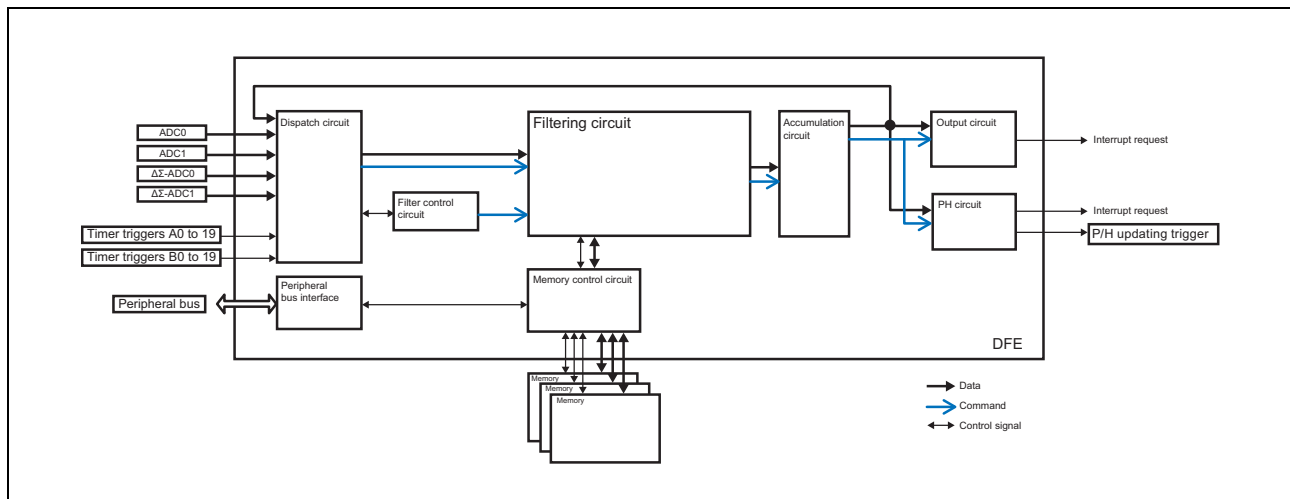 ADC0
ADC1
ΔΣ-ADC0
ΔΣ-ADC1
Timer triggers A0 to 19
Timer triggers B0 to 19
Peripheral bus
Dispatch circuit
Filter control
circuit
Peripheral
bus interface
Filtering circuit
Memory control circuit
Memory
Memory
Memory
Accumulation
circuit
Output circuit
PH circuit
Interrupt request
Interrupt request
P/H updating trigger
DFE
Data
Command
Control signal